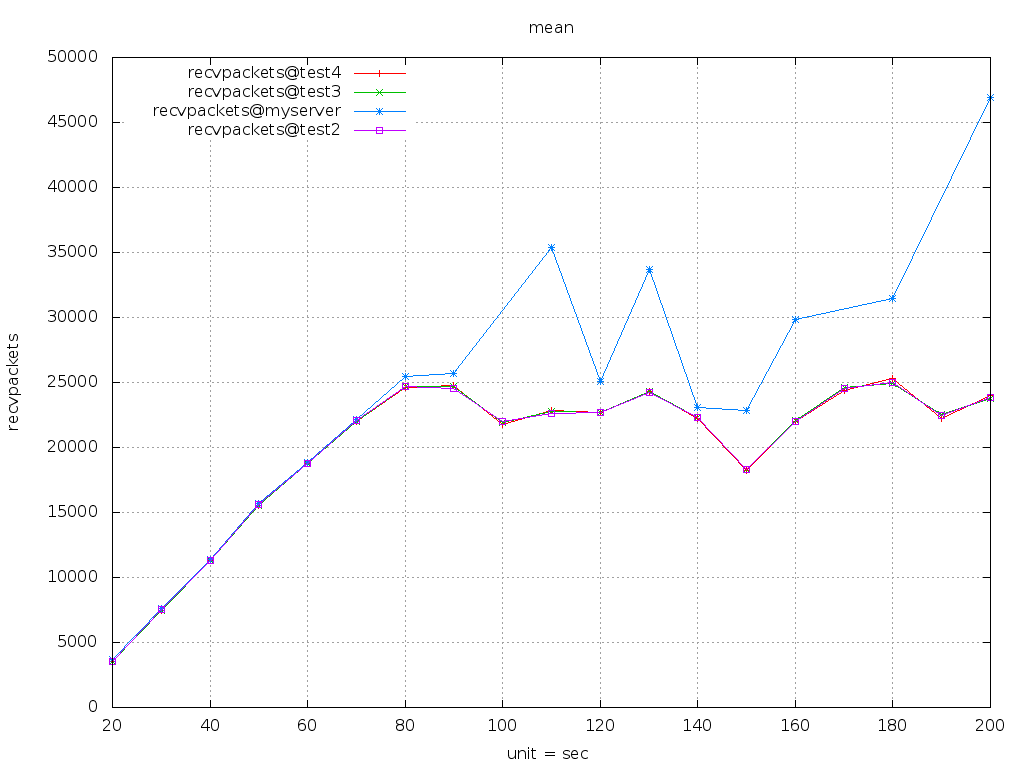 mean
50000
45000
40000
35000
30000
25000
20000
15000
10000
5000
0
recvpackets
recvpackets@test4
recvpackets@test3
recvpackets@myserver
recvpackets@test2
20 40 60 80 100 120 140 160 180 200
unit = sec